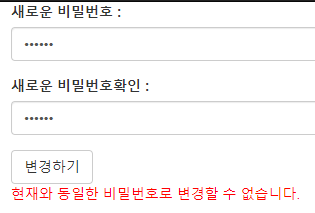 새로운 비밀번호 :
••••••
새로운 비밀번호확인 :
••••••
변경하기
현재와 동일한 비밀번호로 변경할 수 없습니다.